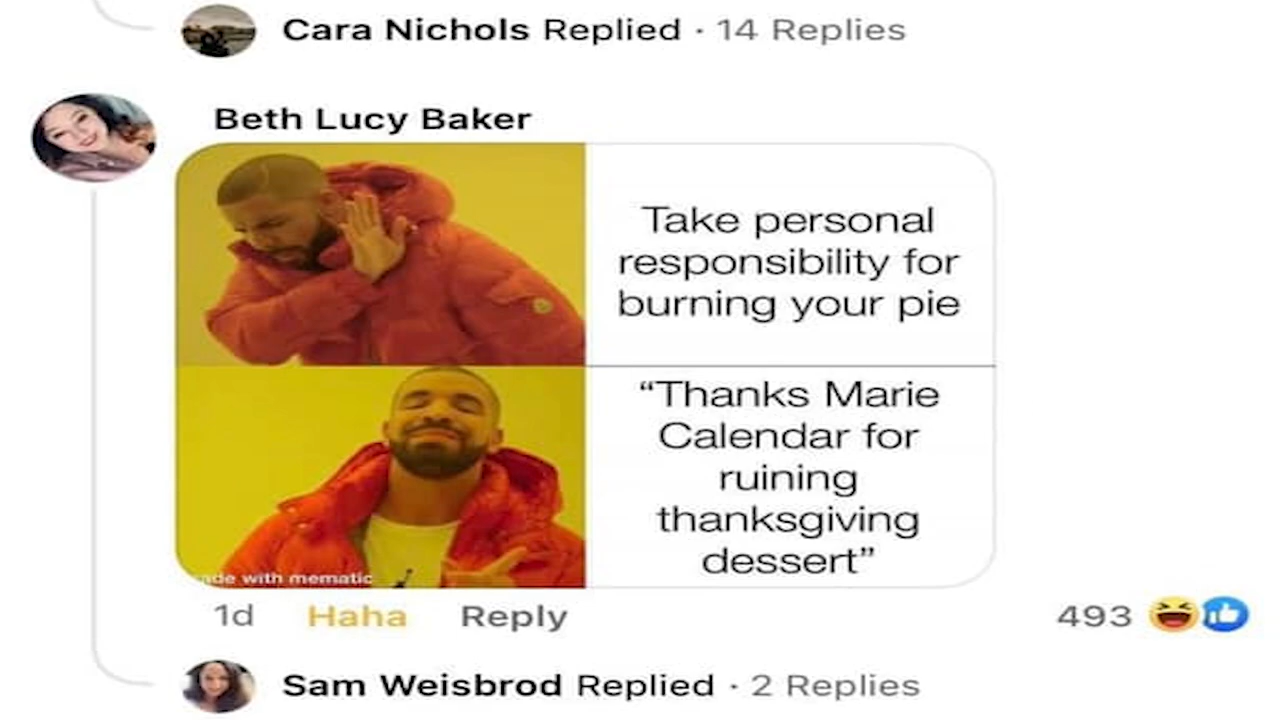 Cara Nichols Replied · 14 Replies
Beth Lucy Baker
Take personal
responsibility for
burning your pie
“Thanks Marie
Calendar for
ruining
thanksgiving
dessert”
ade with mematic
1d Haha Reply 493
Sam Weisbrod Replied · 2 Replies